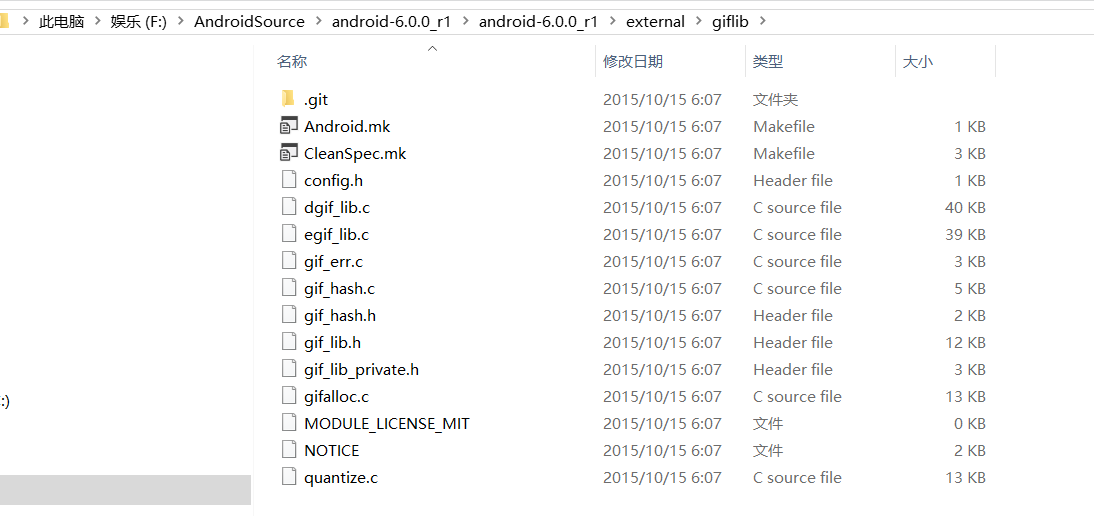 此电脑 娱乐 (F:) AndroidSource android-6.0.0_r1 android-6.0.0_r1 external giflib
名称 修改日期 类型 大小
.git 2015/10/15 6:07 文件夹
Android.mk 2015/10/15 6:07 Makefile 1 KB
CleanSpec.mk 2015/10/15 6:07 Makefile 3 KB
config.h 2015/10/15 6:07 Header file 1 KB
dgif_lib.c 2015/10/15 6:07 C source file 40 KB
egif_lib.c 2015/10/15 6:07 C source file 39 KB
gif_err.c 2015/10/15 6:07 C source file 3 KB
gif_hash.c 2015/10/15 6:07 C source file 5 KB
gif_hash.h 2015/10/15 6:07 Header file 2 KB
gif_lib.h 2015/10/15 6:07 Header file 12 KB
gif_lib_private.h 2015/10/15 6:07 Header file 3 KB
:) gifalloc.c 2015/10/15 6:07 C source file 13 KB
MODULE_LICENSE_MIT 2015/10/15 6:07 文件 0 KB
NOTICE 2015/10/15 6:07 文件 2 KB
quantize.c 2015/10/15 6:07 C source file 13 KB